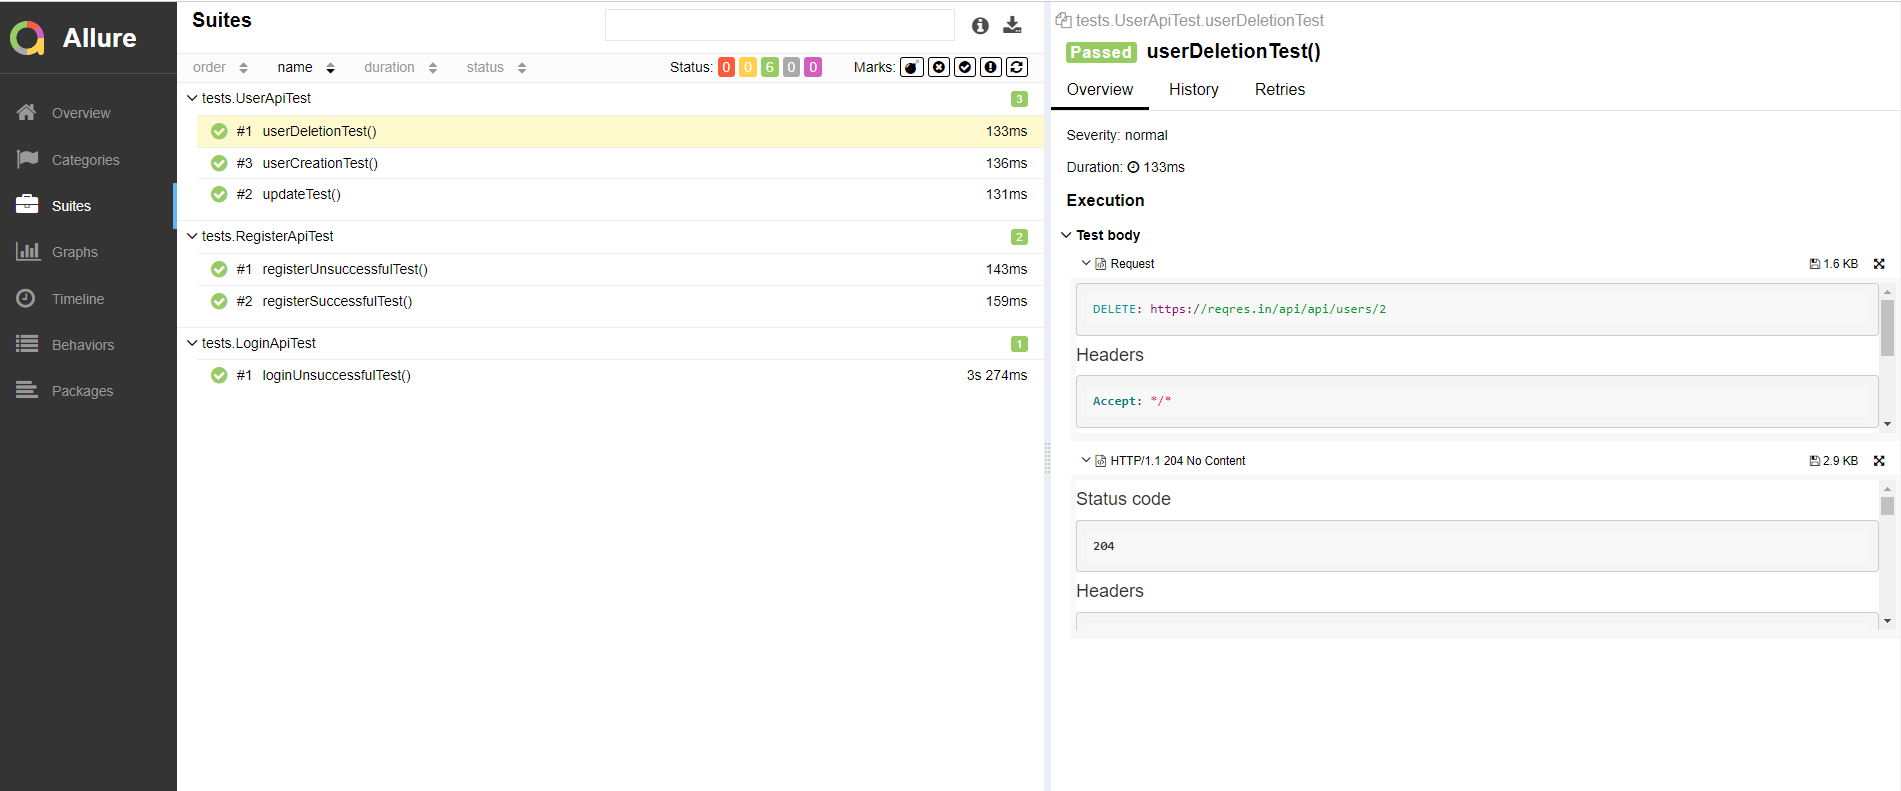 Allure
Overview
Categories
Suites
Graphs
Timeline
Behaviors
Packages
Suites
order name duration status Status: 0 0 6 0 0 Marks:
tests.UserApiTest 3
#1 userDeletionTest() 133ms
#3 userCreationTest() 136ms
#2 updateTest() 131ms
tests.RegisterApiTest 2
#1 registerUnsuccessfulTest() 143ms
#2 registerSuccessfulTest() 159ms
tests.LoginApiTest 1
#1 loginUnsuccessfulTest() 3s 274ms
tests.UserApiTest.userDeletionTest
Passed userDeletionTest()
Overview History Retries
Severity: normal
Duration: 133ms
Execution
Test body
Request 1.6 KB
DELETE: https://reqres.in/api/api/users/2
Headers
Accept: */*
HTTP/1.1 204 No Content 2.9 KB
Status code
204
Headers